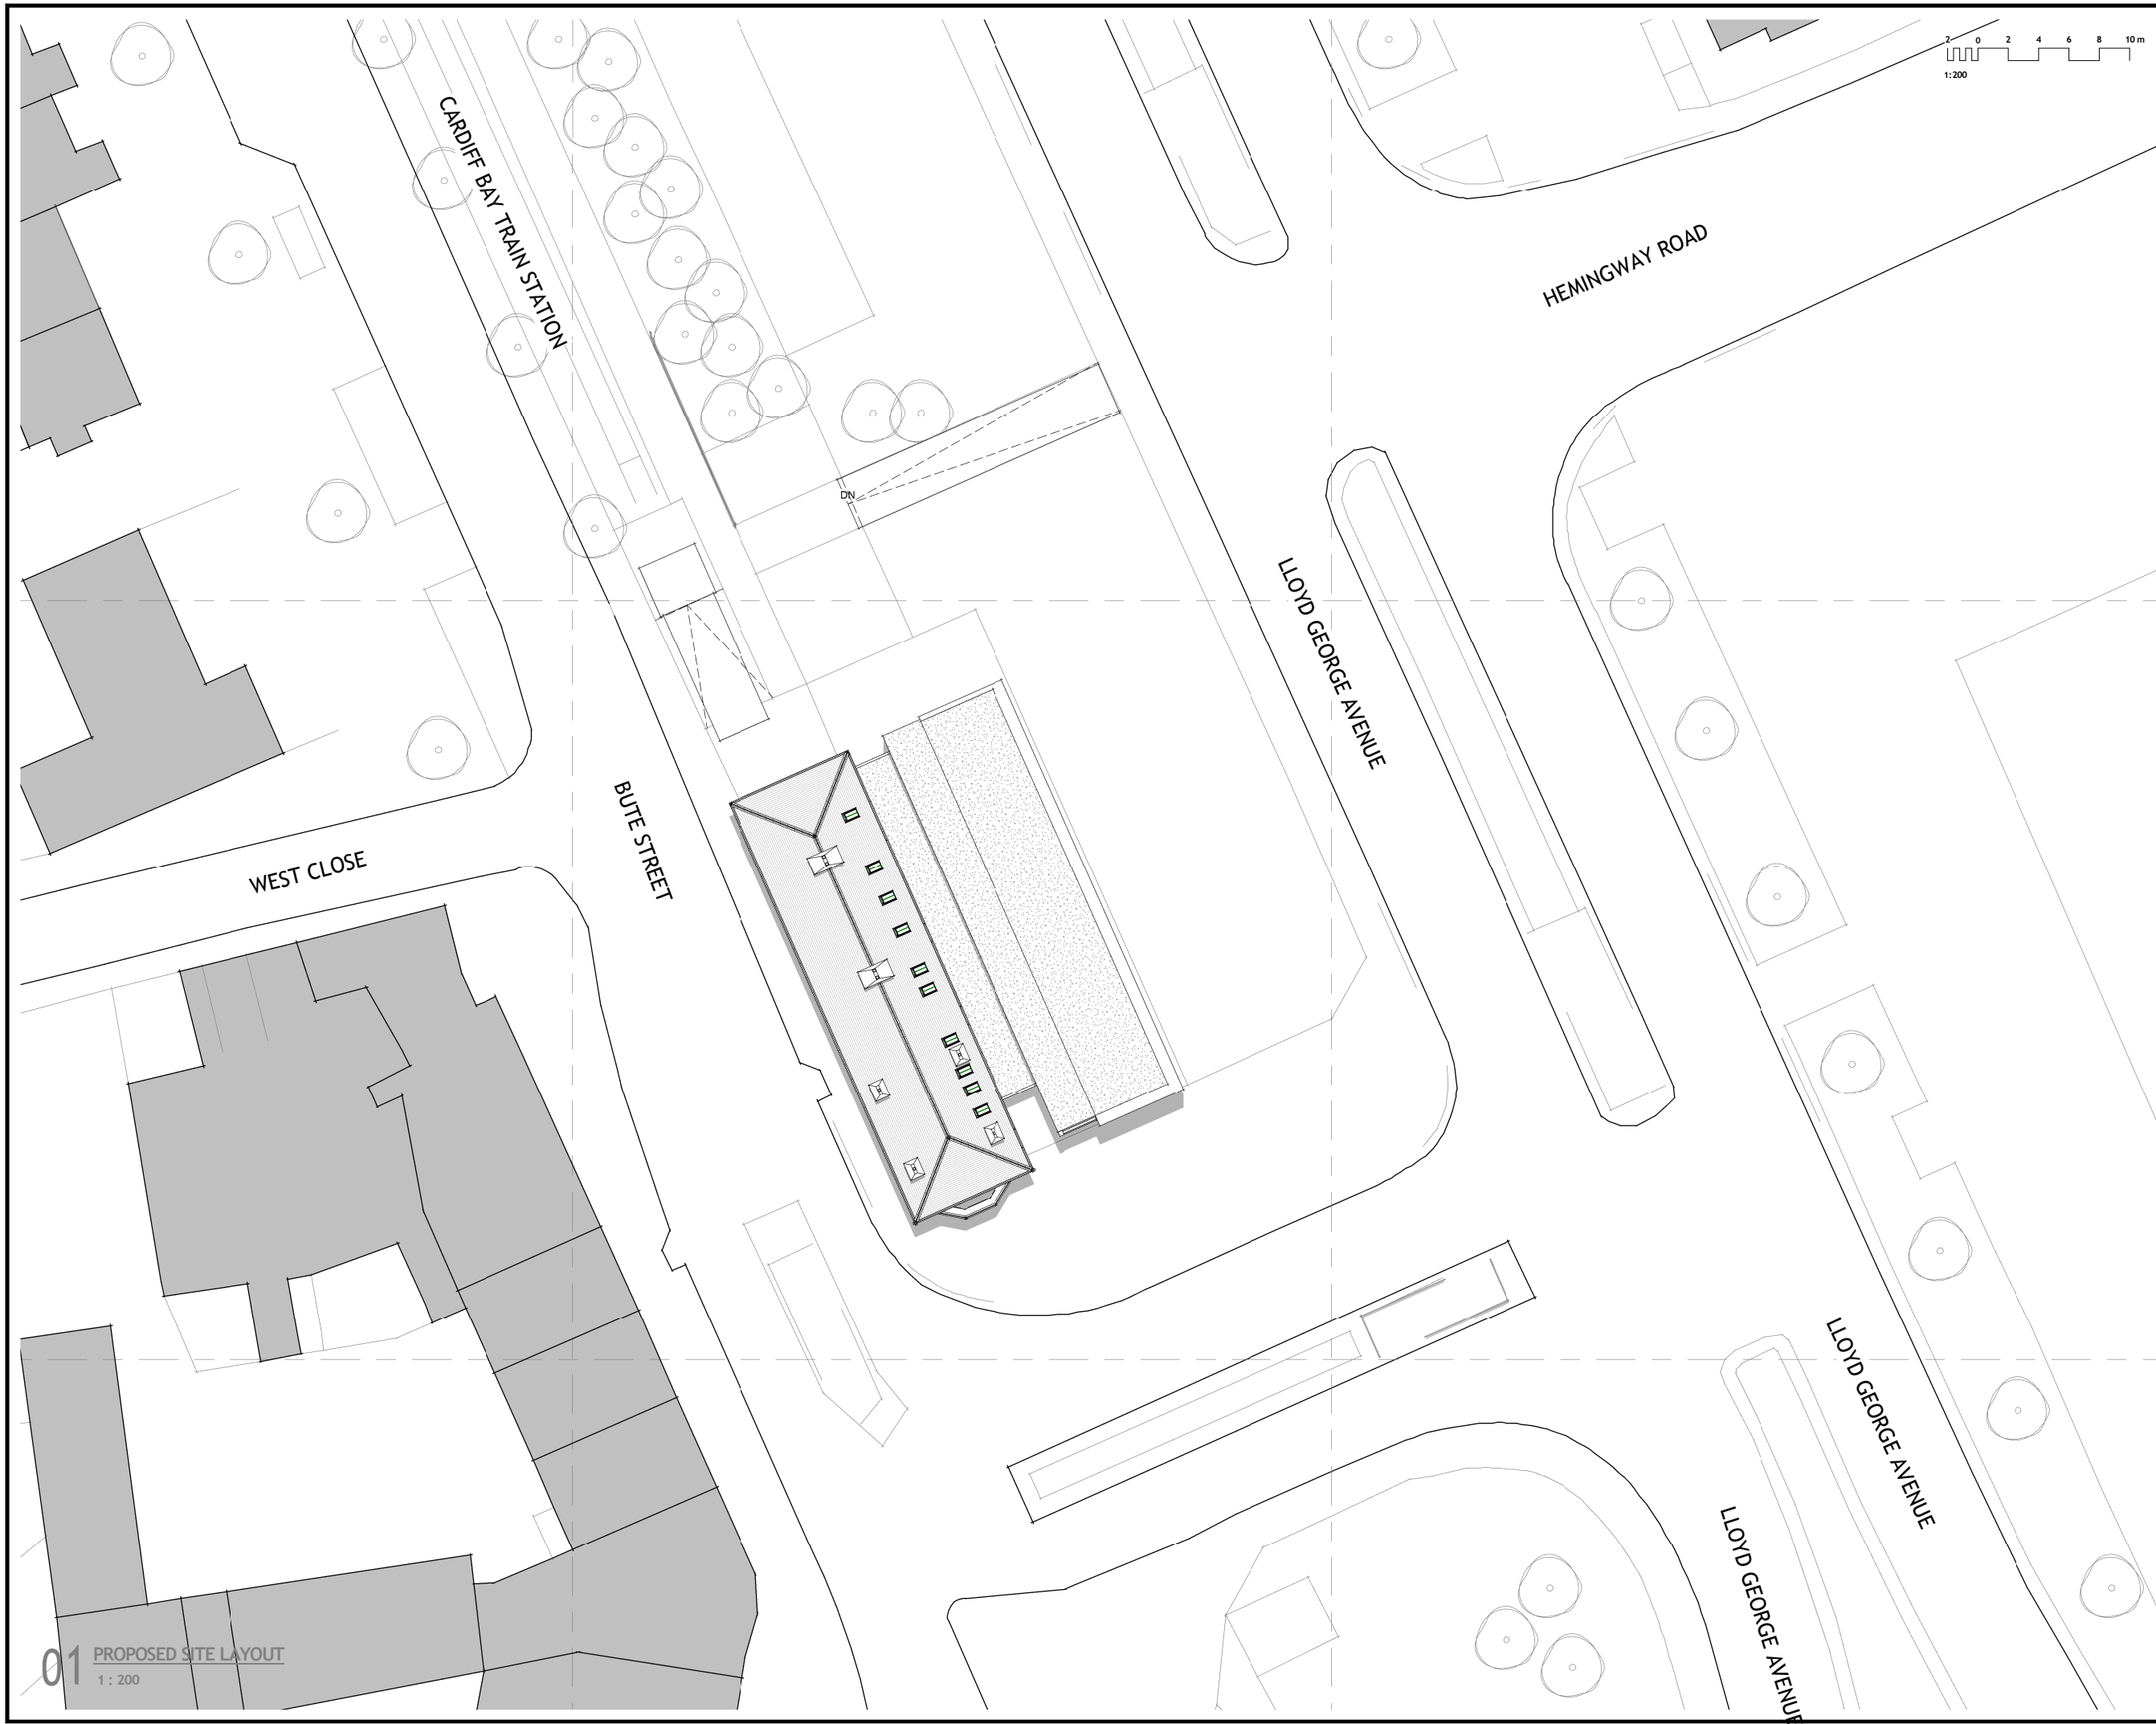 2 0 2 4 6 8 10 m
1:200
CARDIFF BAY TRAIN STATION
HEMINGWAY ROAD
DN
LLOYD GEORGE AVENUE
BUTE STREET
WEST CLOSE
LLOYD GEORGE AVENUE
LLOYD GEORGE AVENUE
01 PROPOSED SITE LAYOUT
1 : 200